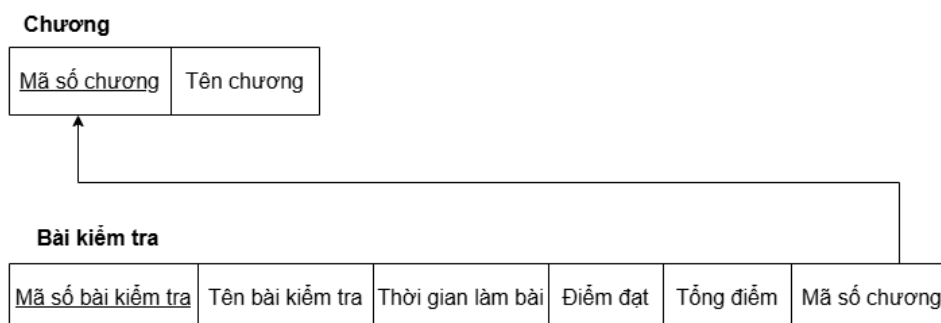 Chương
Mã số chương Tên chương
Bài kiểm tra
Mã số bài kiểm tra Tên bài kiểm tra Thời gian làm bài Điểm đạt Tổng điểm Mã số chương